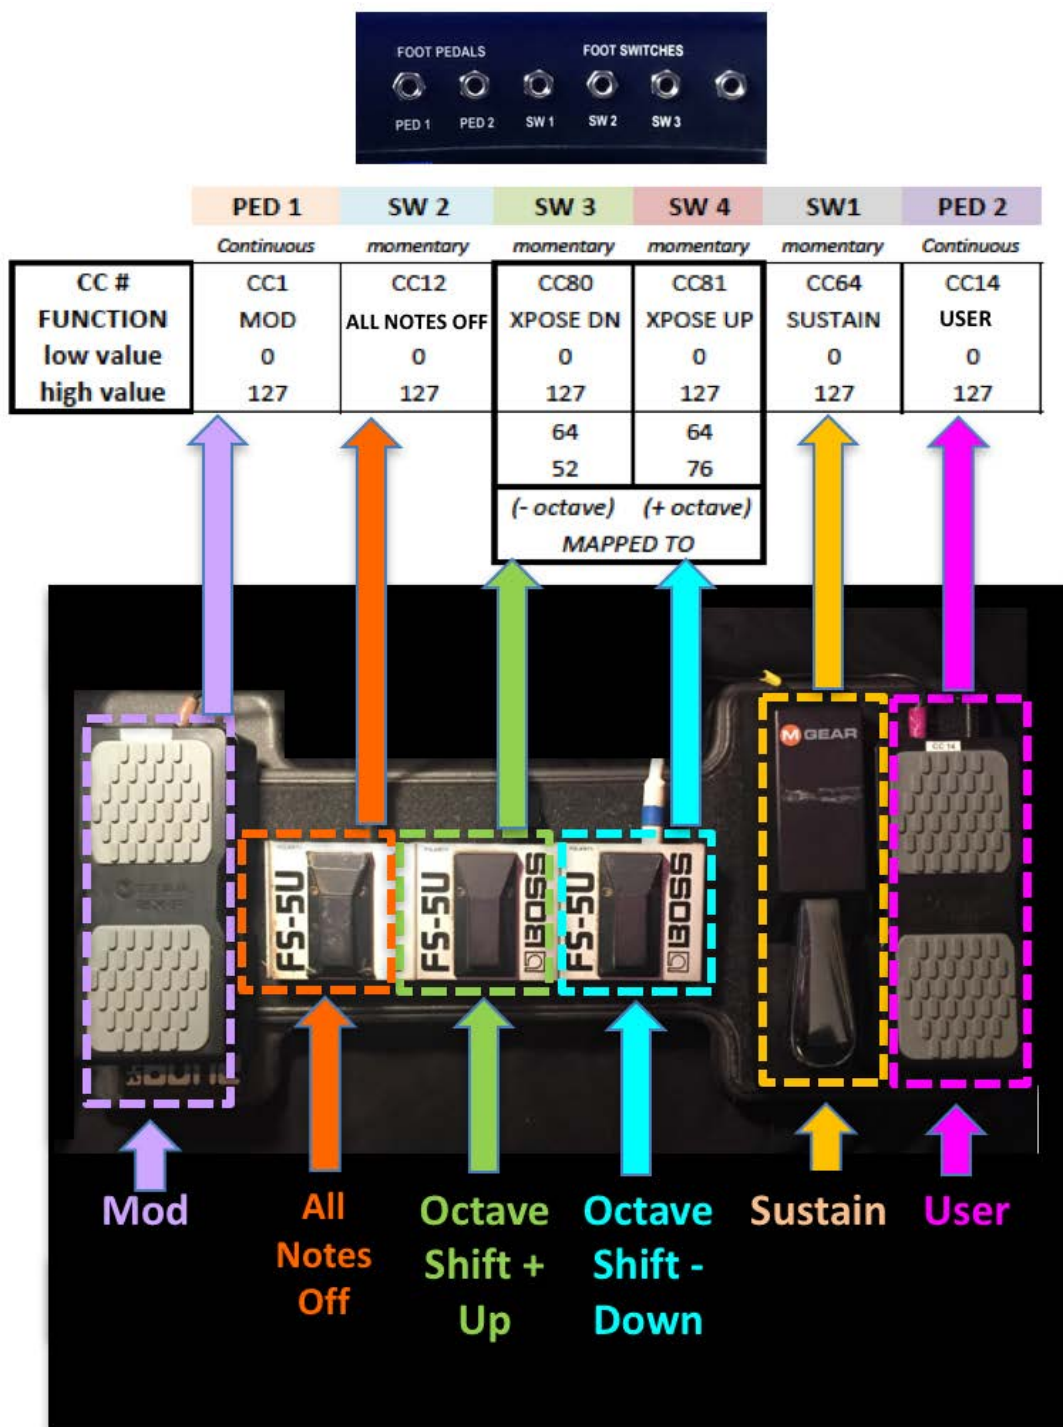 FOOT PEDALS FOOT SWITCHES
PED 1 PED 2 SW 1 SW 2 SW 3
PED 1 SW 2 SW 3 SW 4 SW1 PED 2
Continuous momentary momentary momentary momentary Continuous
CC # CC1 CC12 CC80 CC81 CC64 CC14
FUNCTION MOD ALL NOTES OFF XPOSE DN XPOSE UP SUSTAIN USER
low value 0 0 0 0 0 0
high value 127 127 127 127 127 127
64 64
52 76
(- octave) (+ octave)
MAPPED TO
M GEAR
CC 14
FS-5U
FS-5U
BOSS
FS-5U
BOSS
Mod
All
Notes
Off
Octave
Shift +
Up
Octave
Shift -
Down
Sustain
User